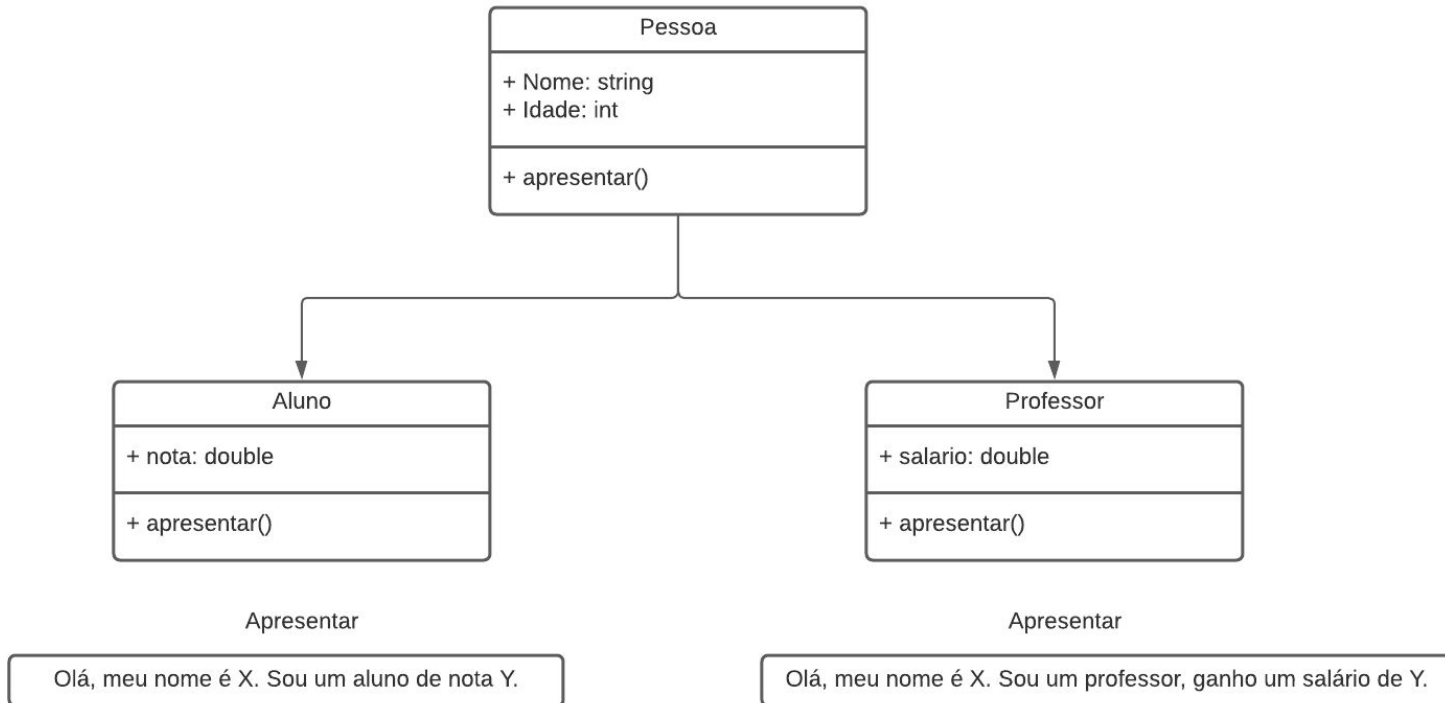 Pessoa
+ Nome: string
+ Idade: int
+ apresentar()
Aluno
+ nota: double
+ apresentar()
Professor
+ salario: double
+ apresentar()
Apresentar
Olá, meu nome é X. Sou um aluno de nota Y.
Apresentar
Olá, meu nome é X. Sou um professor, ganho um salário de Y.